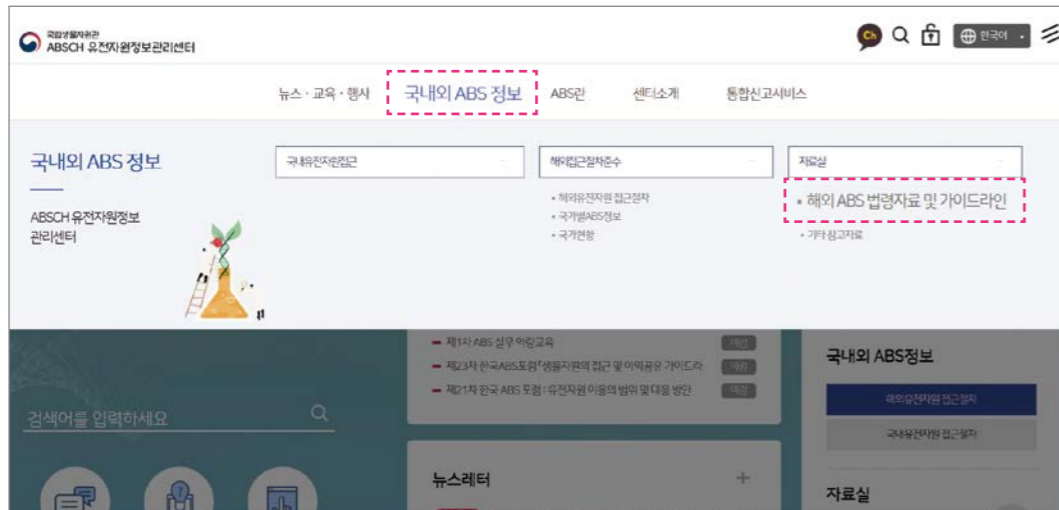 국립생물자원관
ABSCH 유전자원정보관리센터
Ch
한국어
뉴스 · 교육 · 행사
국내외 ABS 정보
ABS란
센터소개
통합신고서비스
국내외 ABS 정보
ABSCH 유전자원정보
관리센터
국내유전자원접근
해외접근절차준수
• 해외유전자원 접근절차
• 국가별ABS정보
• 국가현황
자료실
• 해외 ABS 법령자료 및 가이드라인
• 기타 참고자료
검색어를 입력하세요
제1차 ABS 실무 역량교육
마감
제23차 한국ABS포럼「생물자원의 접근 및 이익공유 가이드라
마감
제21차 한국 ABS 포럼 : 유전자원 이용의 범위 및 대응 방안
마감
뉴스레터
국내외 ABS정보
해외유전자원 접근절차
국내유전자원 접근절차
자료실